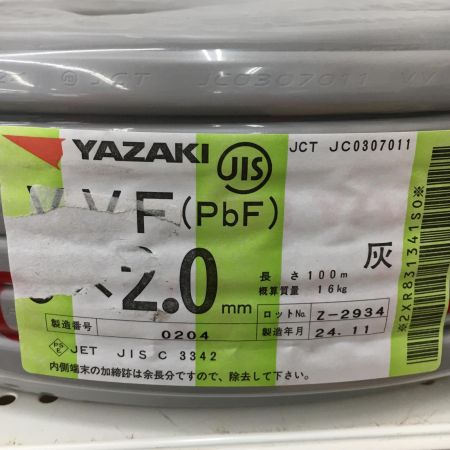 JCT JC0307011 VV
YAZAKI JIS JCT JC0307011
VVF(PbF)
×2.0mm
灰
長さ 100m
概算質量 16kg
製造番号 0204
ロットNo. Z-2934
製造年月 24.11
PSE JET JIS C 3342
内側端末の加締跡は余長分ですので、除去して下さい。
※2XR831341S0※